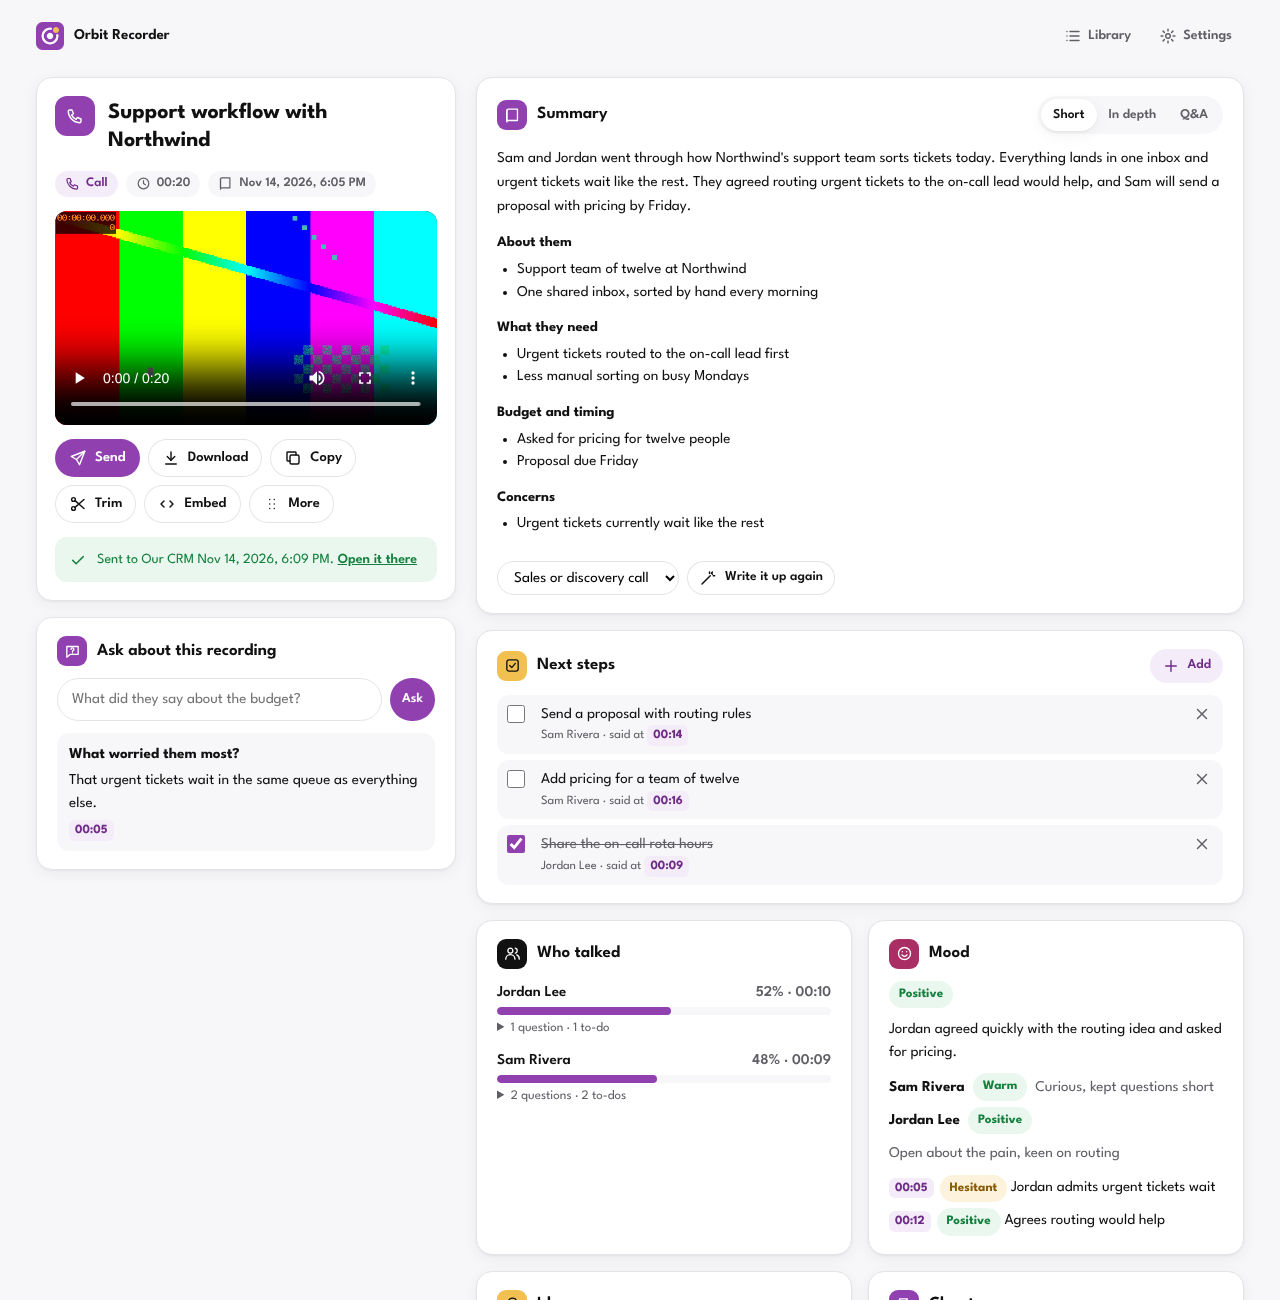 Orbit Recorder
Library
Settings
Support workflow with
Northwind
Call
00:20
Nov 14, 2026, 6:05 PM
00:00:00.000
0
0:00 / 0:20
Send
Download
Copy
Trim
Embed
More
Sent to Our CRM Nov 14, 2026, 6:09 PM. Open it there
Ask about this recording
What did they say about the budget?
Ask
What worried them most?
That urgent tickets wait in the same queue as everything
else.
00:05
Summary
Short
In depth
Q&A
Sam and Jordan went through how Northwind's support team sorts tickets today. Everything lands in one inbox and
urgent tickets wait like the rest. They agreed routing urgent tickets to the on-call lead would help, and Sam will send a
proposal with pricing by Friday.
About them
• Support team of twelve at Northwind
• One shared inbox, sorted by hand every morning
What they need
• Urgent tickets routed to the on-call lead first
• Less manual sorting on busy Mondays
Budget and timing
• Asked for pricing for twelve people
• Proposal due Friday
Concerns
• Urgent tickets currently wait like the rest
Sales or discovery call
Write it up again
Next steps
Add
Send a proposal with routing rules
Sam Rivera · said at 00:14
Add pricing for a team of twelve
Sam Rivera · said at 00:16
Share the on-call rota hours
Jordan Lee · said at 00:09
Who talked
Jordan Lee
52% · 00:10
1 question · 1 to-do
Sam Rivera
48% · 00:09
2 questions · 2 to-dos
Mood
Positive
Jordan agreed quickly with the routing idea and asked
for pricing.
Sam Rivera Warm Curious, kept questions short
Jordan Lee Positive
Open about the pain, keen on routing
00:05 Hesitant Jordan admits urgent tickets wait
00:12 Positive Agrees routing would help